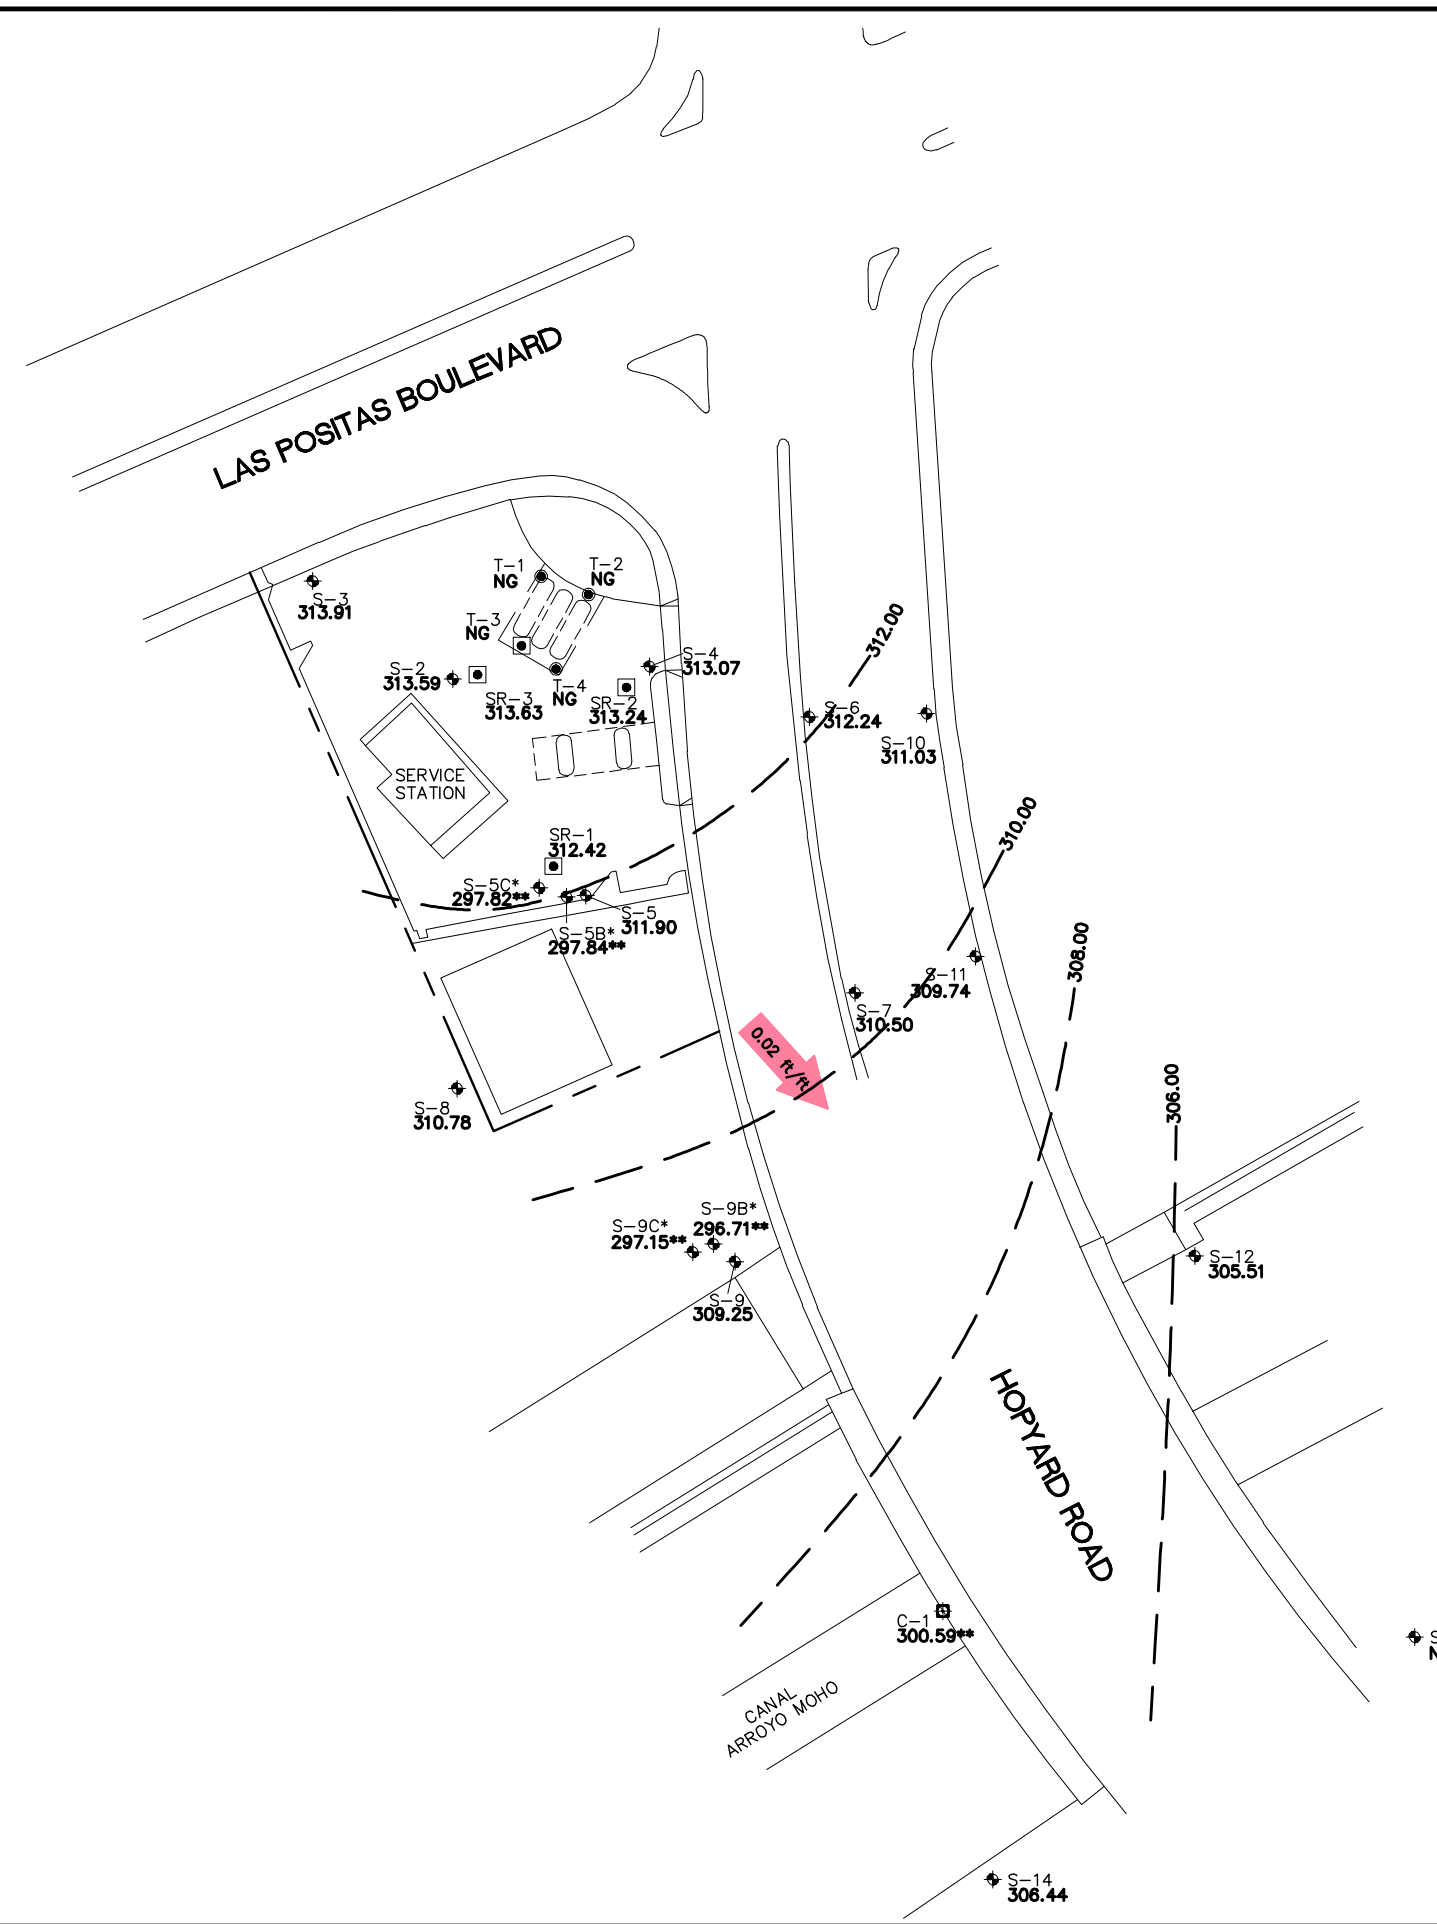 LAS POSITAS BOULEVARD
T-1
NG
T-2
NG
S-3
313.91
T-3
NG
312.00
S-4
313.07
S-2
313.59
T-4
NG
SR-3
313.63
SR-2
313.24
S-6
312.24
S-10
311.03
SERVICE
STATION
310.00
SR-1
312.42
S-5C*
297.82**
S-5
311.90
S-5B*
297.84**
308.00
S-11
309.74
S-7
310.50
0.02 ft/ft
306.00
S-8
310.78
S-9B*
296.71**
S-9C*
297.15**
S-12
305.51
S-9
309.25
HOPYARD ROAD
C-1
300.59**
CANAL
ARROYO MOHO
S-14
306.44